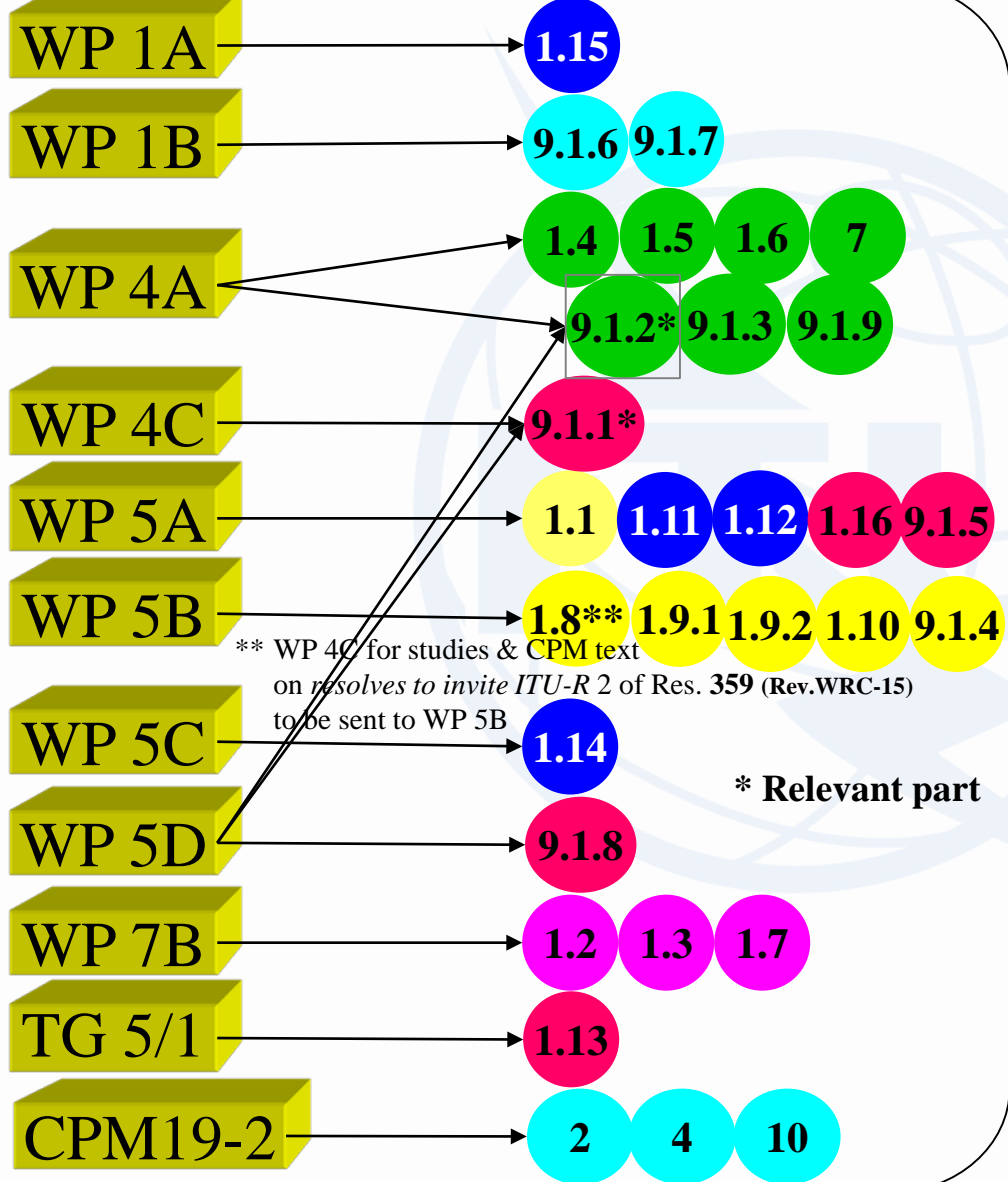 WP 1A 1.15
WP 1B 9.1.6 9.1.7
1.4 1.5 1.6 7
WP 4A
9.1.2* 9.1.3 9.1.9
WP 4C 9.1.1*
WP 5A 1.1 1.11 1.12 1.16 9.1.5
WP 5B 1.8** 1.9.1 1.9.2 1.10 9.1.4
** WP 4C for studies & CPM text
on resolves to invite ITU-R 2 of Res. 359 (Rev.WRC-15)
to be sent to WP 5B
WP 5C 1.14
* Relevant part
WP 5D 9.1.8
WP 7B 1.2 1.3 1.7
TG 5/1 1.13
CPM19-2 2 4 10